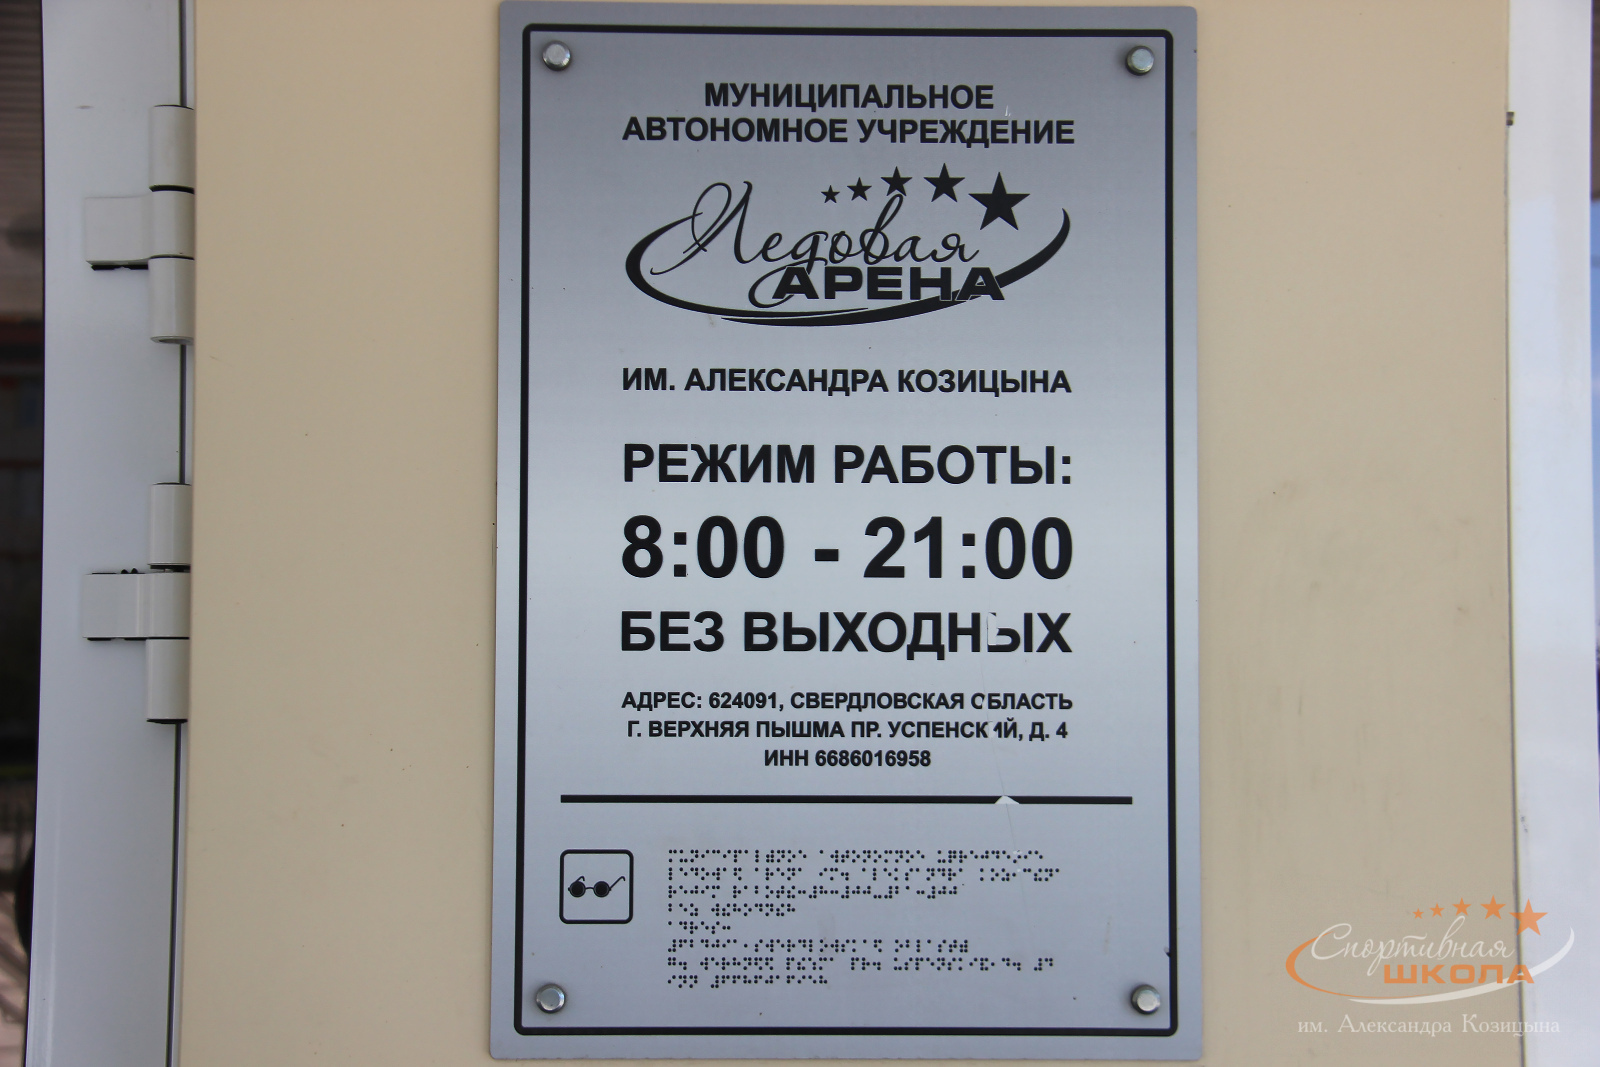 МУНИЦИПАЛЬНОЕ
АВТОНОМНОЕ УЧРЕЖДЕНИЕ
Ледовая
АРЕНА
ИМ. АЛЕКСАНДРА КОЗИЦЫНА
РЕЖИМ РАБОТЫ:
8:00 - 21:00
БЕЗ ВЫХОДНЫХ
АДРЕС: 624091, СВЕРДЛОВСКАЯ ОБЛАСТЬ
Г. ВЕРХНЯЯ ПЫШМА ПР. УСПЕНСКИЙ, Д. 4
ИНН 6686016958
Спортивная
ШКОЛА
им. Александра Козицына